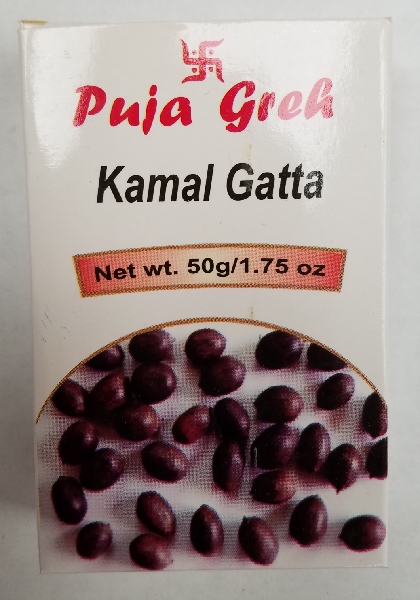 Puja Greh
Kamal Gatta
Net wt. 50g/1.75 oz